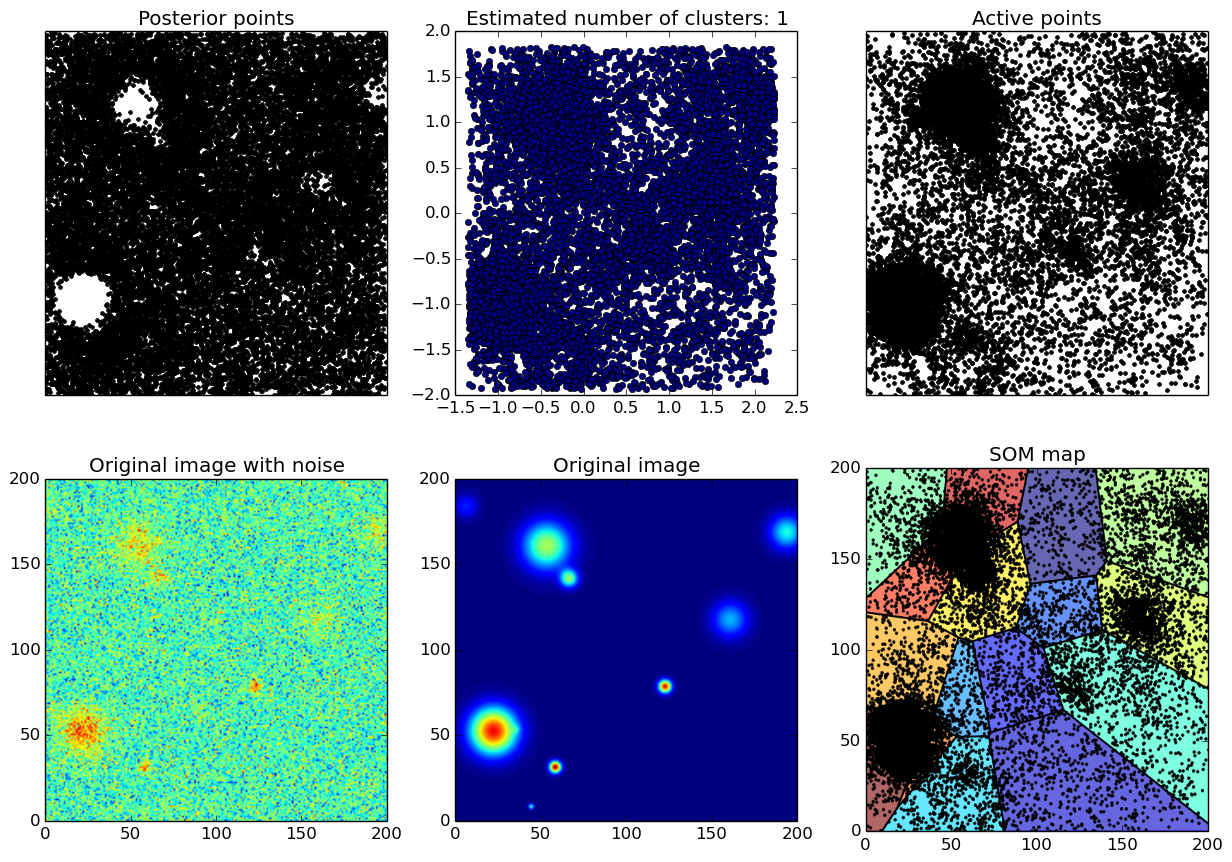 Posterior points
Estimated number of clusters: 1
Active points
2.0
1.5
1.0
0.5
0.0
−0.5
−1.0
−1.5
−2.0
−1.5 −1.0 −0.5 0.0 0.5 1.0 1.5 2.0 2.5
Original image with noise
Original image
SOM map
200
150
100
50
0
0 50 100 150 200
200
150
100
50
0
0 50 100 150 200
200
150
100
50
0
0 50 100 150 200